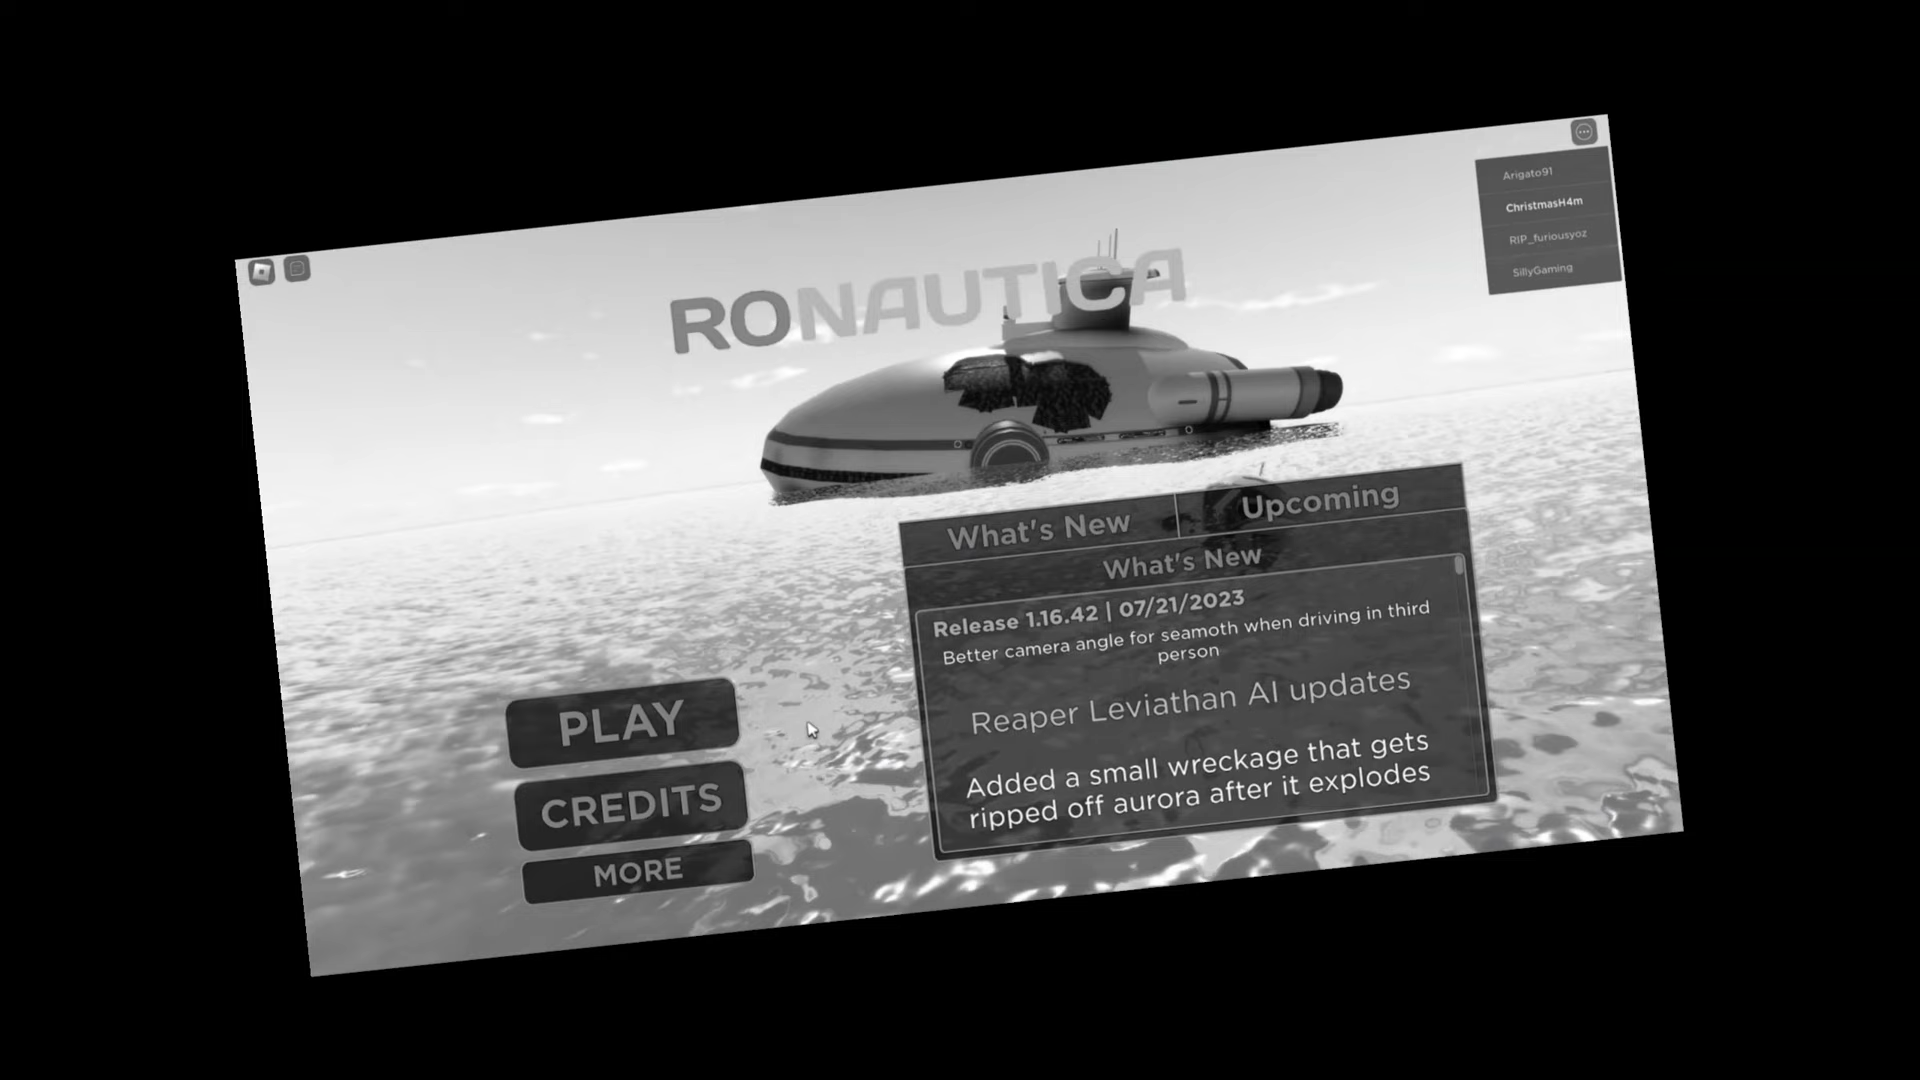 Arigato91
ChristmasH4m
RIP_furiousyoz
SillyGaming
RONAUTICA
What's New
Upcoming
What's New
Release 1.16.42 | 07/21/2023
Better camera angle for seamoth when driving in third
person
Reaper Leviathan AI updates
Added a small wreckage that gets
ripped off aurora after it explodes
PLAY
CREDITS
MORE